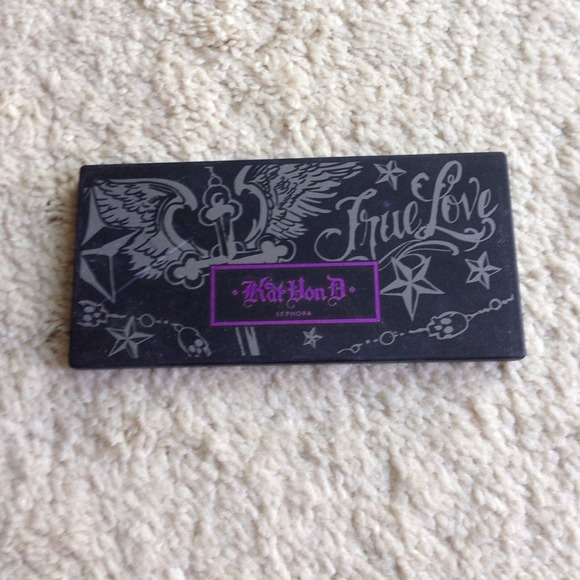 True Love
· Kat Von D ·
SEPHORA